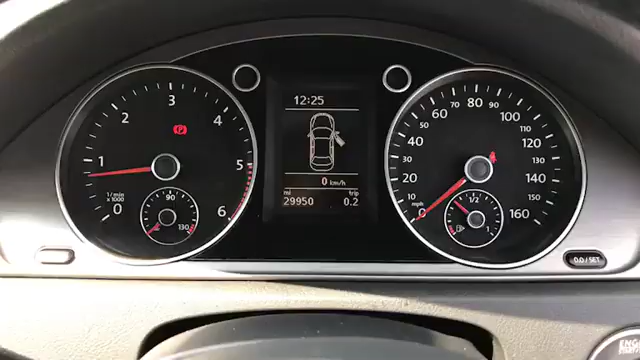 12:25
0 km/h
mi trip
29950 0.2
0 1 2 3 4 5 6
1/min
x1000
90
130
0 10 20 30 40 50 60 70 80 90 100 110 120 130 140 150 160
mph
1/2
1
0.0 / SET
ENG